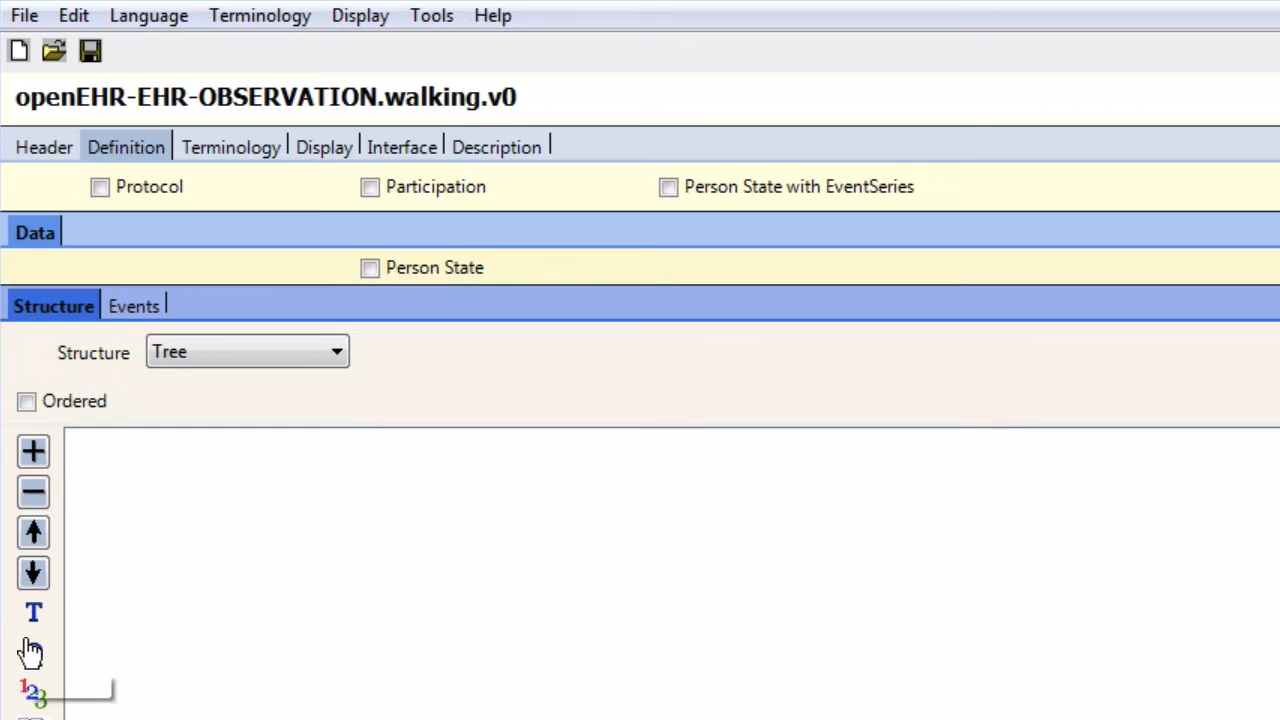 File Edit Language Terminology Display Tools Help
openEHR-EHR-OBSERVATION.walking.v0
Header Definition Terminology Display Interface Description
Protocol Participation Person State with EventSeries
Data
Person State
Structure Events
Structure Tree
Ordered
T
123